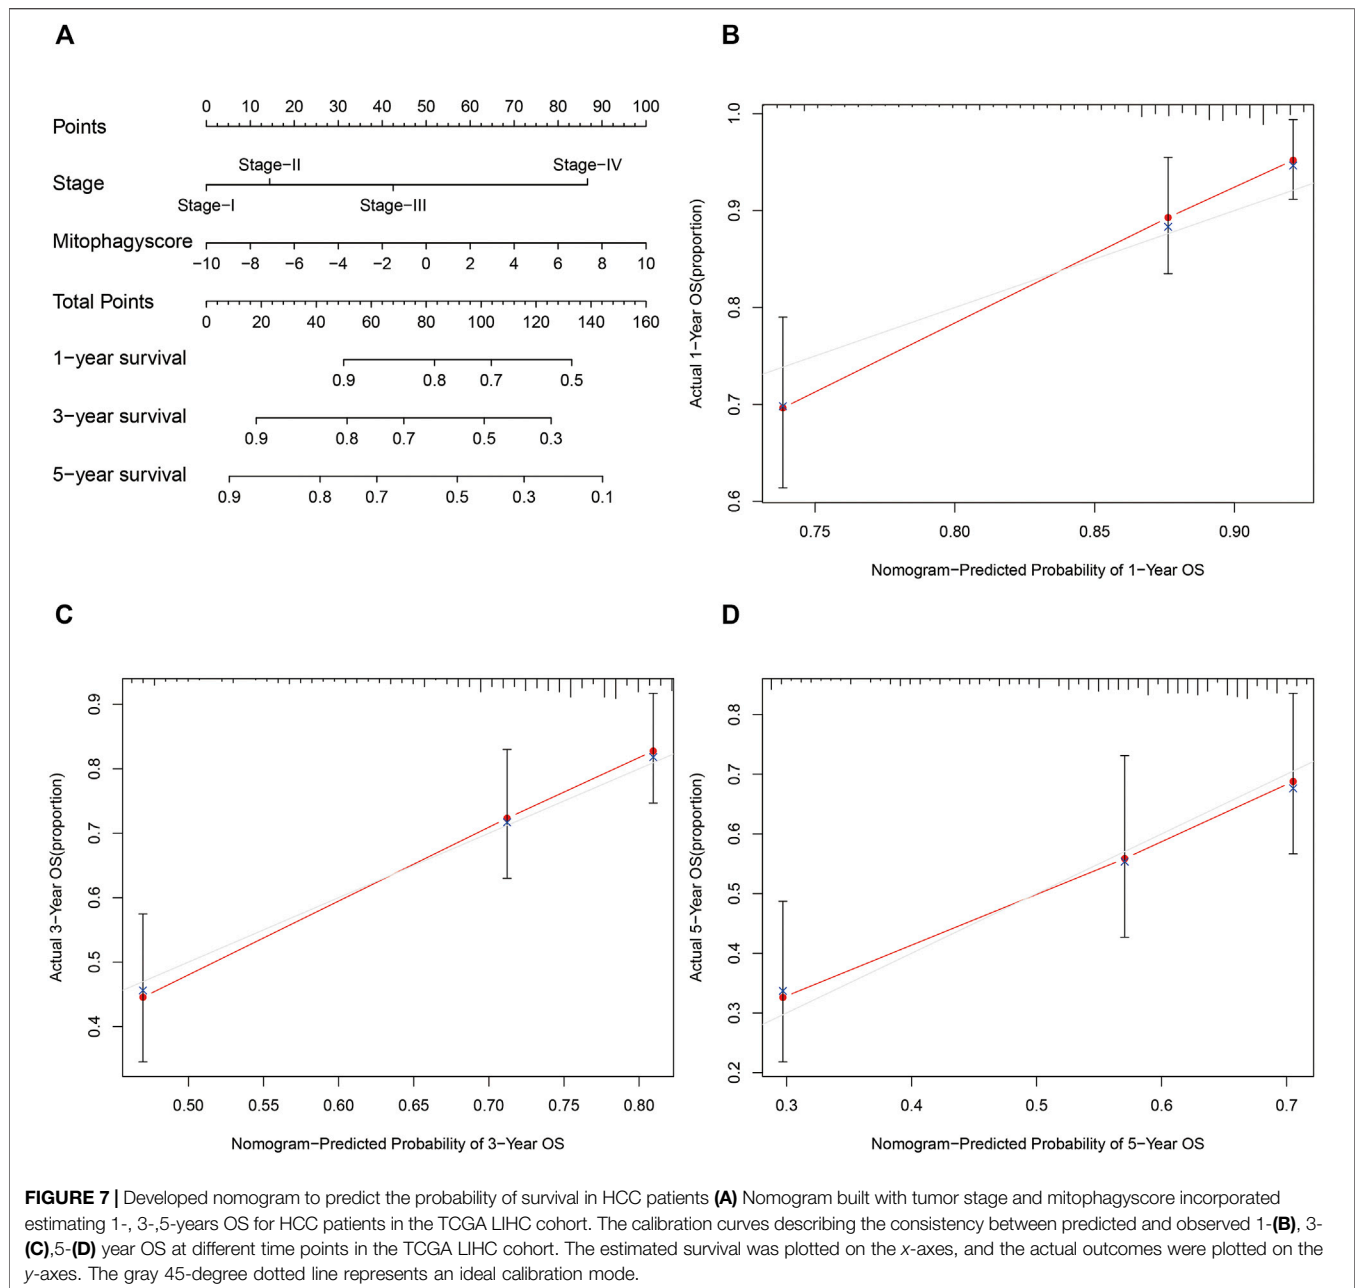 A
Points
0 10 20 30 40 50 60 70 80 90 100
Stage
Stage−II Stage−IV
Stage−I Stage−III
Mitophagyscore
−10 −8 −6 −4 −2 0 2 4 6 8 10
Total Points
0 20 40 60 80 100 120 140 160
1−year survival
0.9 0.8 0.7 0.5
3−year survival
0.9 0.8 0.7 0.5 0.3
5−year survival
0.9 0.8 0.7 0.5 0.3 0.1
B
Actual 1−Year OS(proportion)
1.0
0.9
0.8
0.7
0.6
0.75 0.80 0.85 0.90
Nomogram−Predicted Probability of 1−Year OS
C
Actual 3−Year OS(proportion)
0.9
0.8
0.7
0.6
0.5
0.4
0.50 0.55 0.60 0.65 0.70 0.75 0.80
Nomogram−Predicted Probability of 3−Year OS
D
Actual 5−Year OS(proportion)
0.8
0.7
0.6
0.5
0.4
0.3
0.2
0.3 0.4 0.5 0.6 0.7
Nomogram−Predicted Probability of 5−Year OS
FIGURE 7 | Developed nomogram to predict the probability of survival in HCC patients (A) Nomogram built with tumor stage and mitophagyscore incorporated
estimating 1-, 3-,5-years OS for HCC patients in the TCGA LIHC cohort. The calibration curves describing the consistency between predicted and observed 1-(B), 3-
(C),5-(D) year OS at different time points in the TCGA LIHC cohort. The estimated survival was plotted on the x-axes, and the actual outcomes were plotted on the
y-axes. The gray 45-degree dotted line represents an ideal calibration mode.